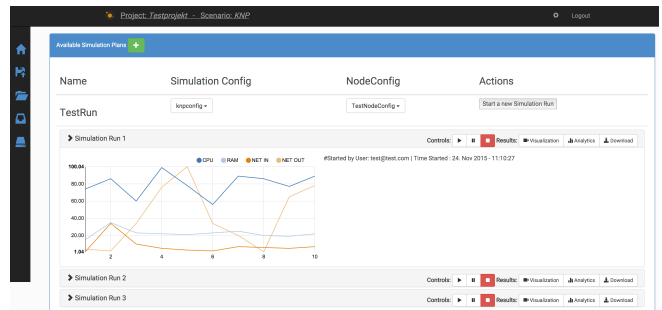 Project: Testprojekt - Scenario: KNP
Logout
Available Simulation Plans +
Name Simulation Config NodeConfig Actions
TestRun knpconfig TestNodeConfig Start a new Simulation Run
Simulation Run 1 Controls: Results: Visualization Analytics Download
CPU RAM NET IN NET OUT
#Started by User: test@test.com | Time Started : 24. Nov 2015 - 11:10:27
100.04
80.00
60.00
40.00
20.00
1.04
2 4 6 8 10
Simulation Run 2 Controls: Results: Visualization Analytics Download
Simulation Run 3 Controls: Results: Visualization Analytics Download